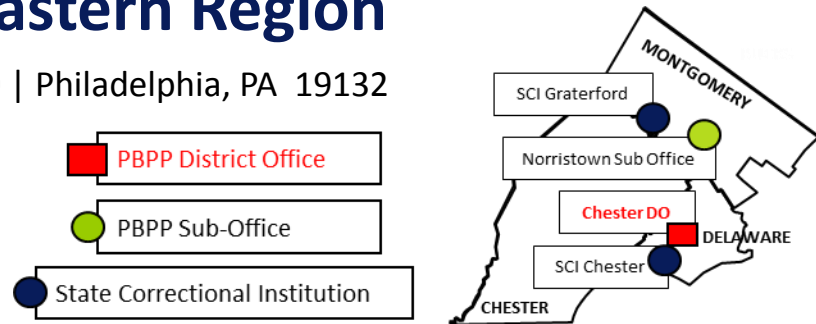 astern Region
| Philadelphia, PA 19132
PBPP District Office
PBPP Sub-Office
State Correctional Institution
MONTGOMERY
SCI Graterford
Norristown Sub Office
Chester DO
DELAWARE
SCI Chester
CHESTER